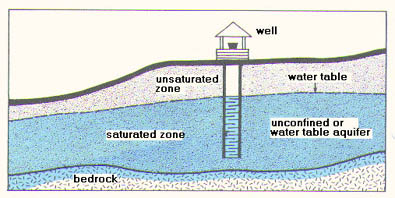 well
unsaturated
zone
water table
saturated zone
unconfined or
water table aquifer
bedrock